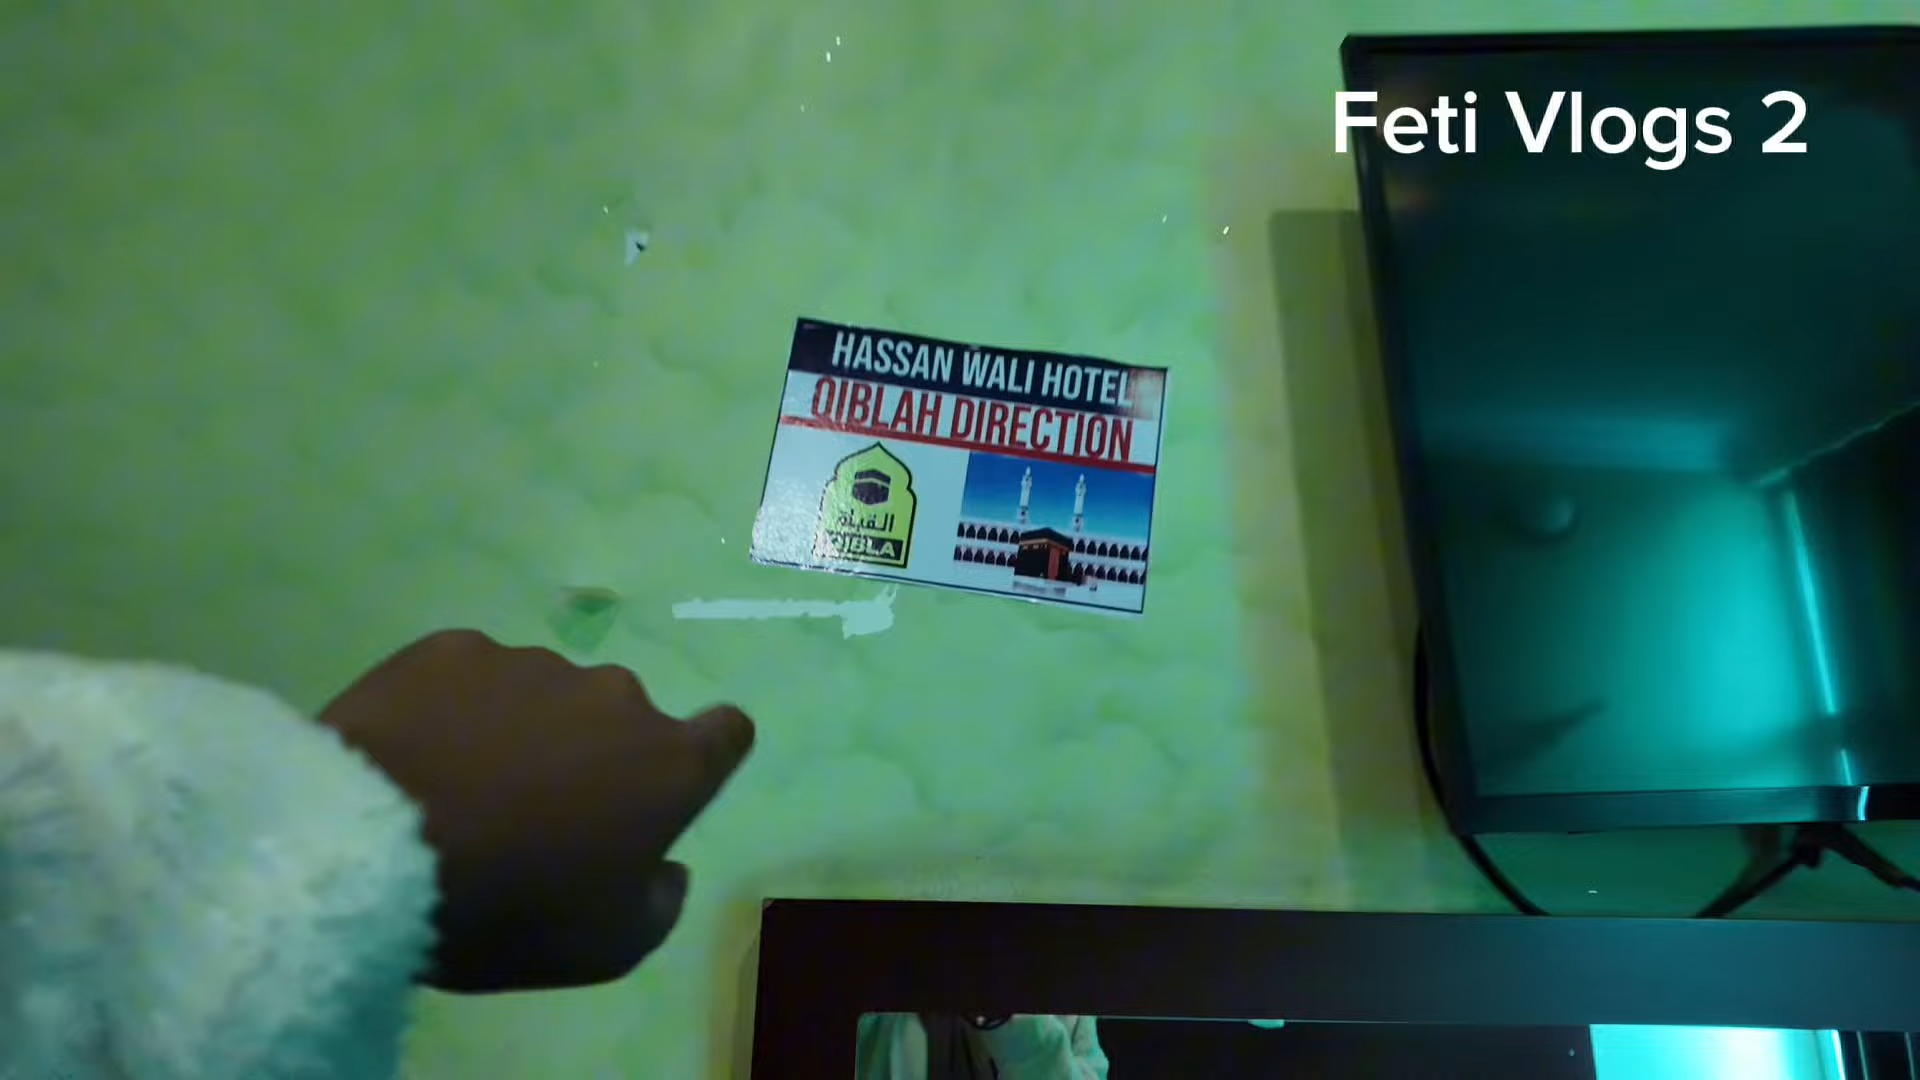 Feti Vlogs 2
HASSAN WALI HOTEL
QIBLAH DIRECTION
القبلة
QIBLA